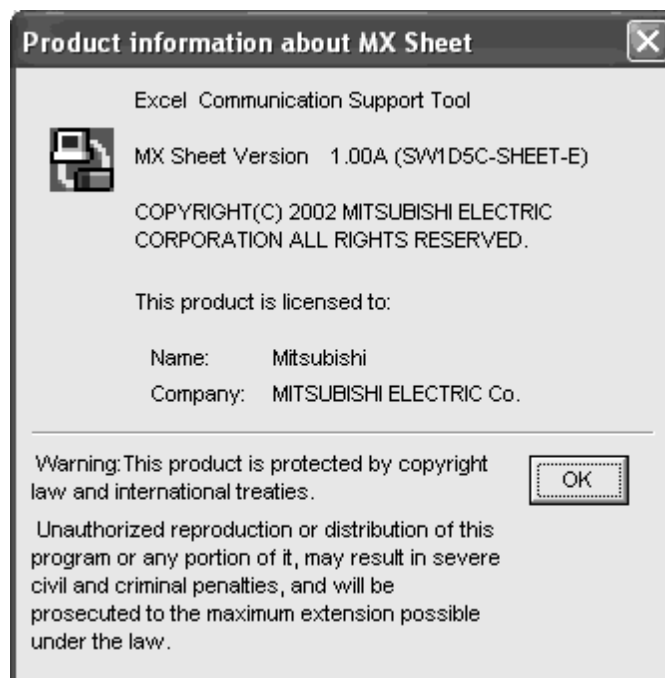 Product information about MX Sheet
Excel Communication Support Tool
MX Sheet Version 1.00A (SW1D5C-SHEET-E)
COPYRIGHT(C) 2002 MITSUBISHI ELECTRIC
CORPORATION ALL RIGHTS RESERVED.
This product is licensed to:
Name: Mitsubishi
Company: MITSUBISHI ELECTRIC Co.
Warning:This product is protected by copyright
law and international treaties.
OK
Unauthorized reproduction or distribution of this
program or any portion of it, may result in severe
civil and criminal penalties, and will be
prosecuted to the maximum extension possible
under the law.